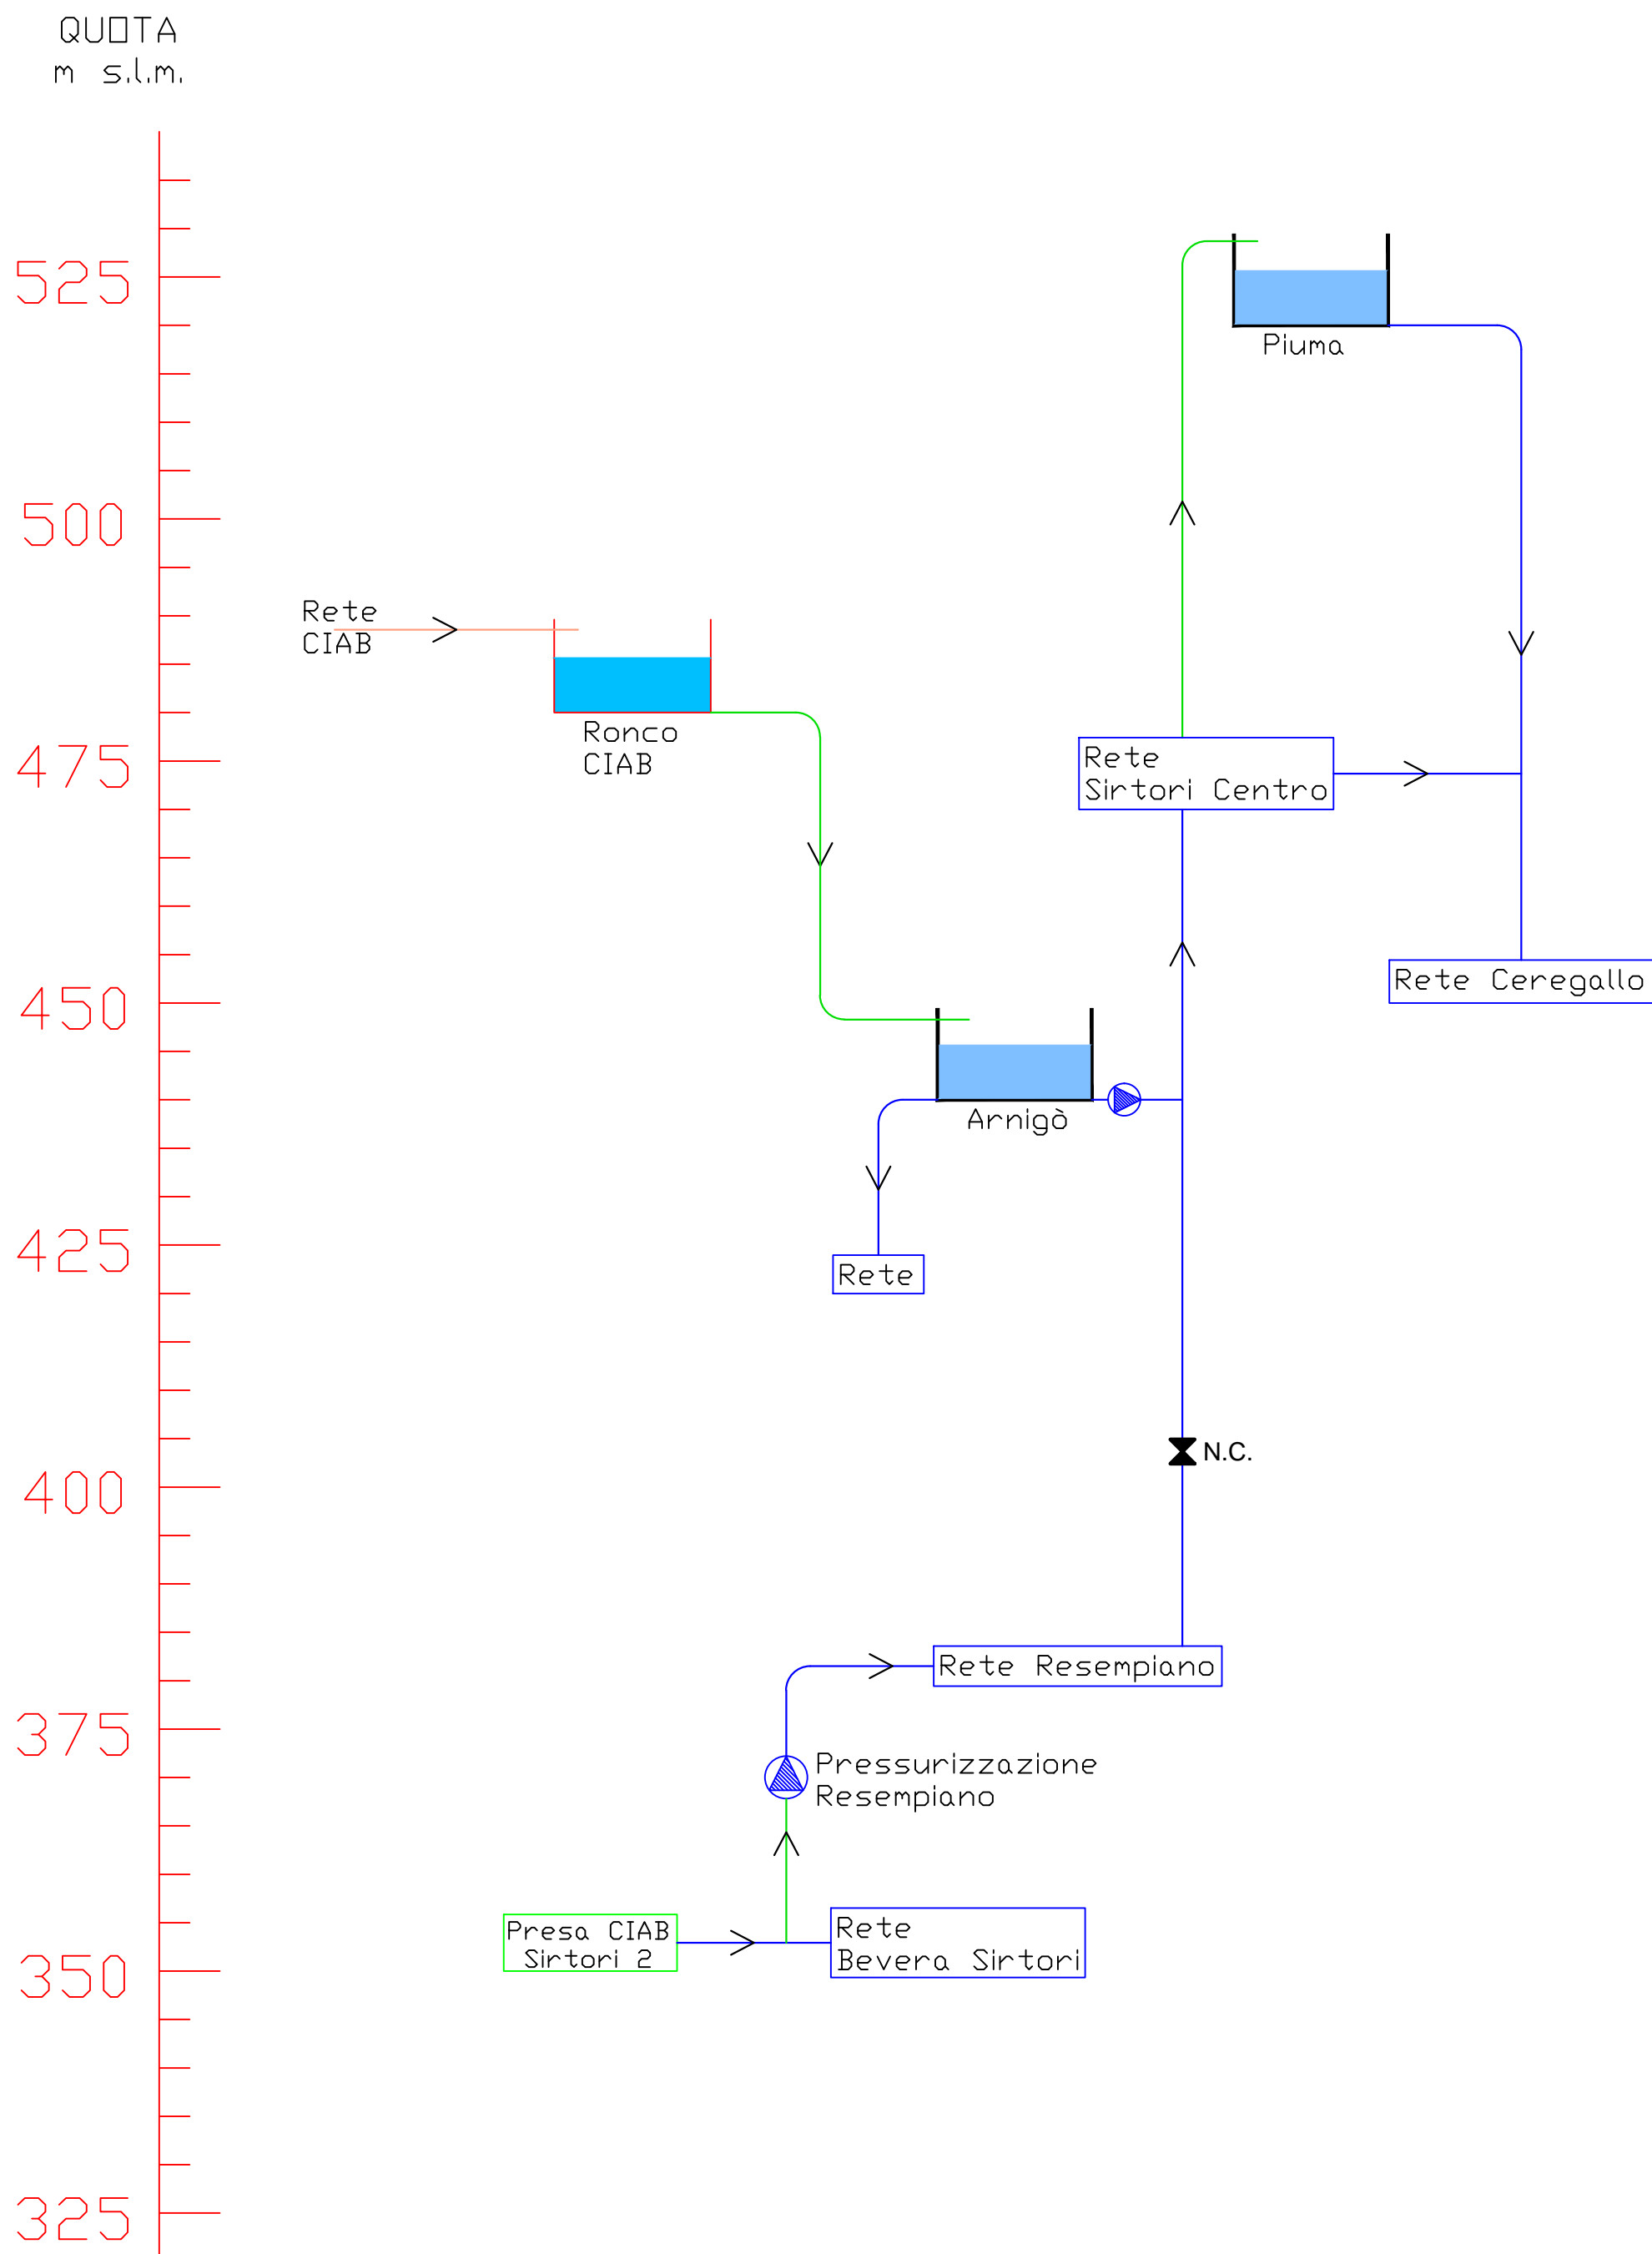 QUOTA
m s.l.m.
525
Piuma
500
Rete
CIAB
Ronco
CIAB
475
Rete
Sirtori Centro
Rete Ceregallo
450
Arnigò
425
Rete
N.C.
400
Rete Resempiano
375
Pressurizzazione
Resempiano
Presa CIAB
Sirtori 2
Rete
Bevera Sirtori
350
325